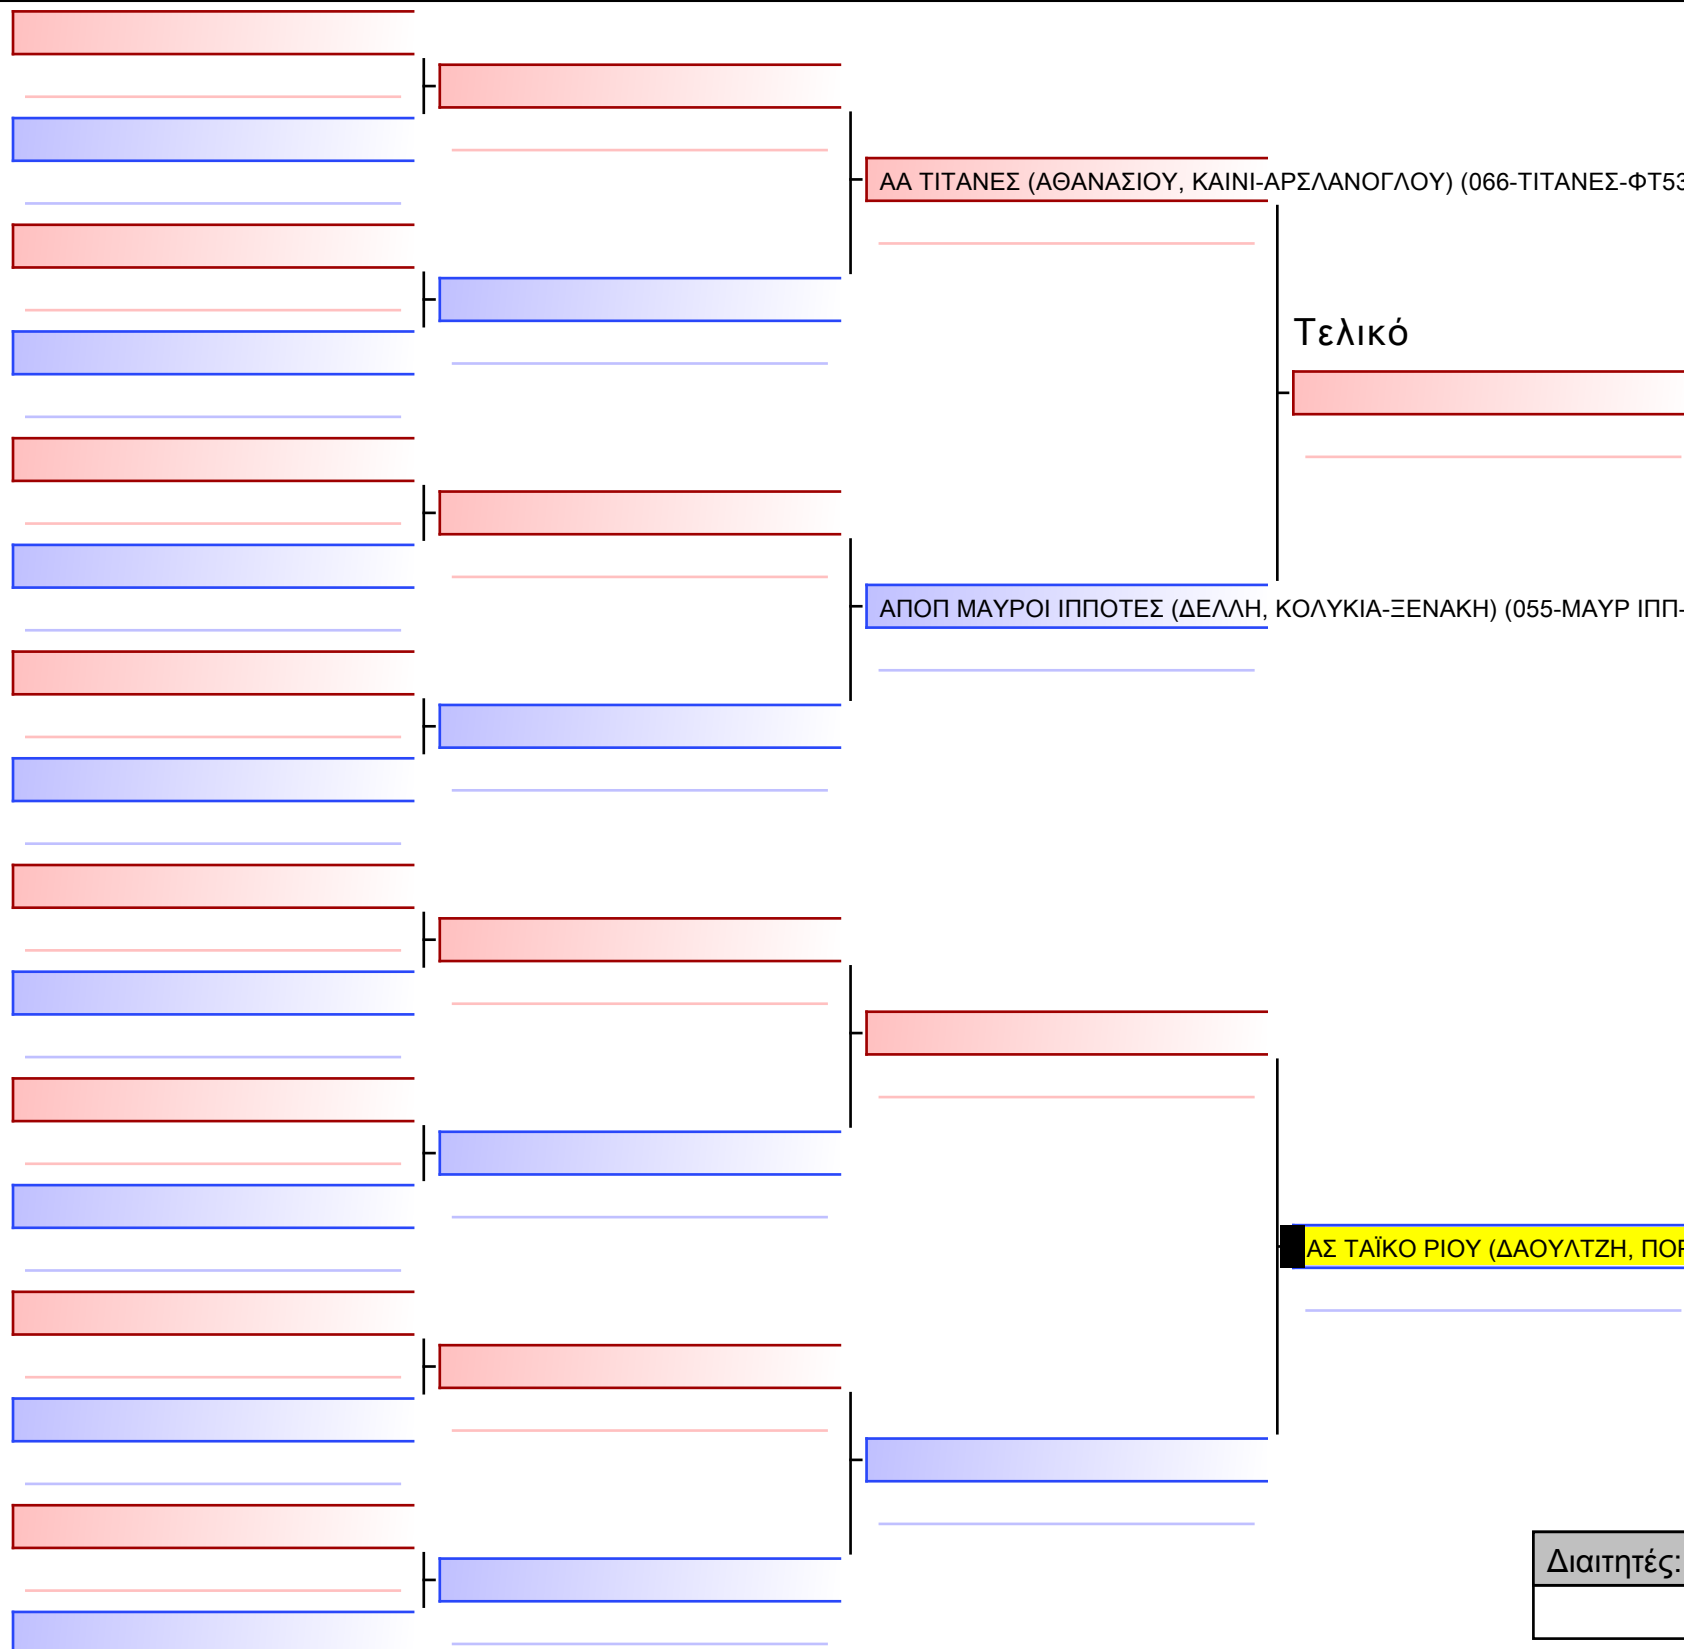 ΑΑ ΤΙΤΑΝΕΣ (ΑΘΑΝΑΣΙΟΥ, ΚΑΙΝΙ-ΑΡΣΛΑΝΟΓΛΟΥ) (066-ΤΙΤΑΝΕΣ-ΦΤ53
Τελικό
ΑΠΟΠ ΜΑΥΡΟΙ ΙΠΠΟΤΕΣ (ΔΕΛΛΗ, ΚΟΛΥΚΙΑ-ΞΕΝΑΚΗ) (055-ΜΑΥΡ ΙΠΠ-
ΑΣ ΤΑΪΚΟ ΡΙΟΥ (ΔΑΟΥΛΤΖΗ,
Διαιτητές: